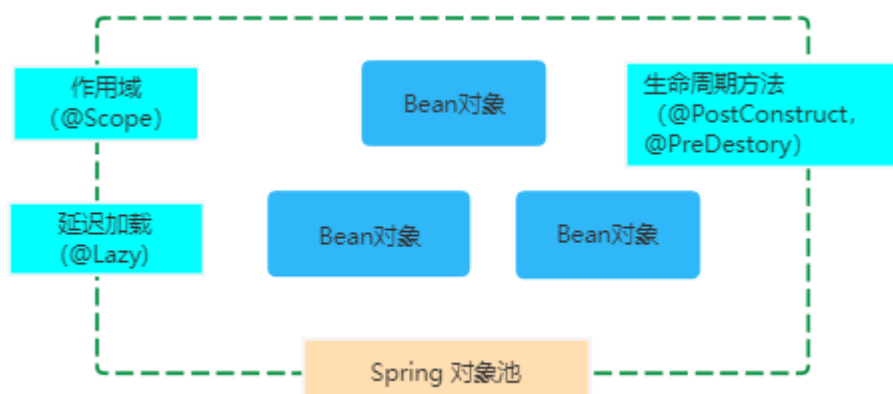 作用域
（@Scope）
Bean对象
生命周期方法
（@PostConstruct，
@PreDestory）
延迟加载
（@Lazy）
Bean对象
Bean对象
Spring 对象池